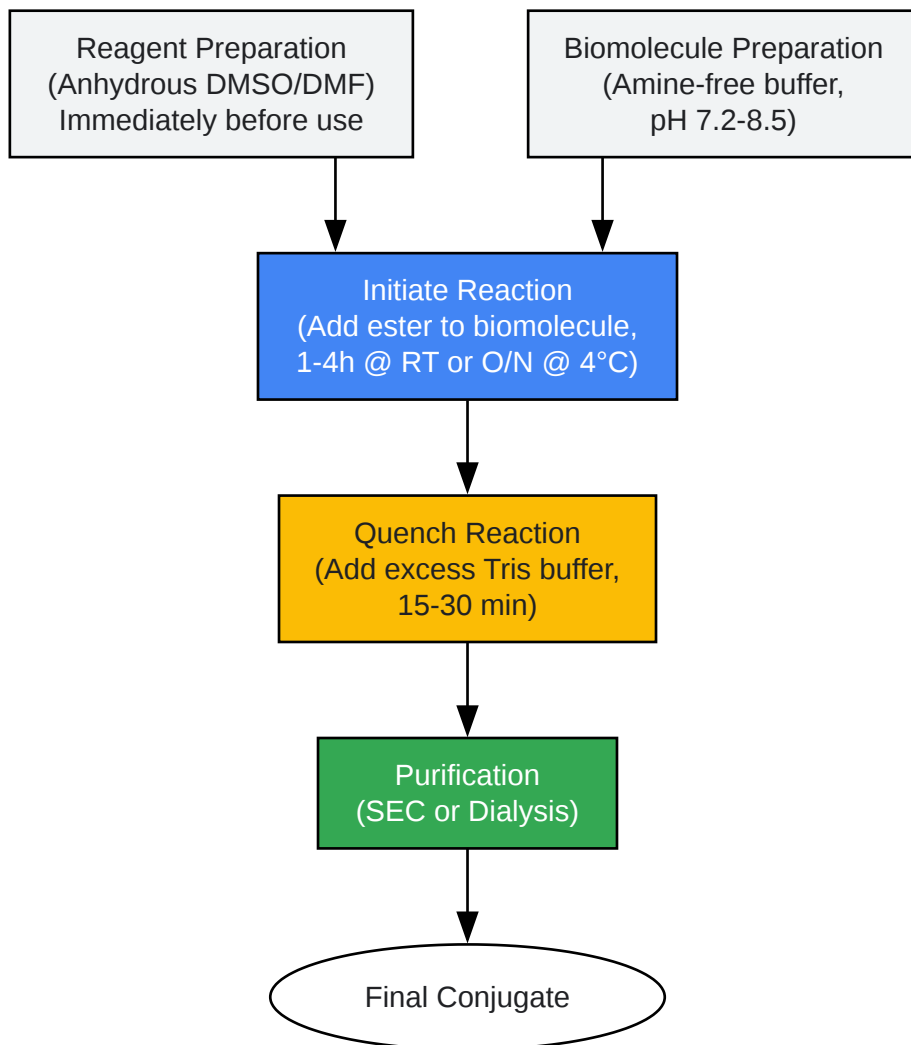 Reagent Preparation
(Anhydrous DMSO/DMF)
Immediately before use
Biomolecule Preparation
(Amine-free buffer,
pH 7.2-8.5)
Initiate Reaction
(Add ester to biomolecule,
1-4h @ RT or O/N @ 4°C)
Quench Reaction
(Add excess Tris buffer,
15-30 min)
Purification
(SEC or Dialysis)
Final Conjugate